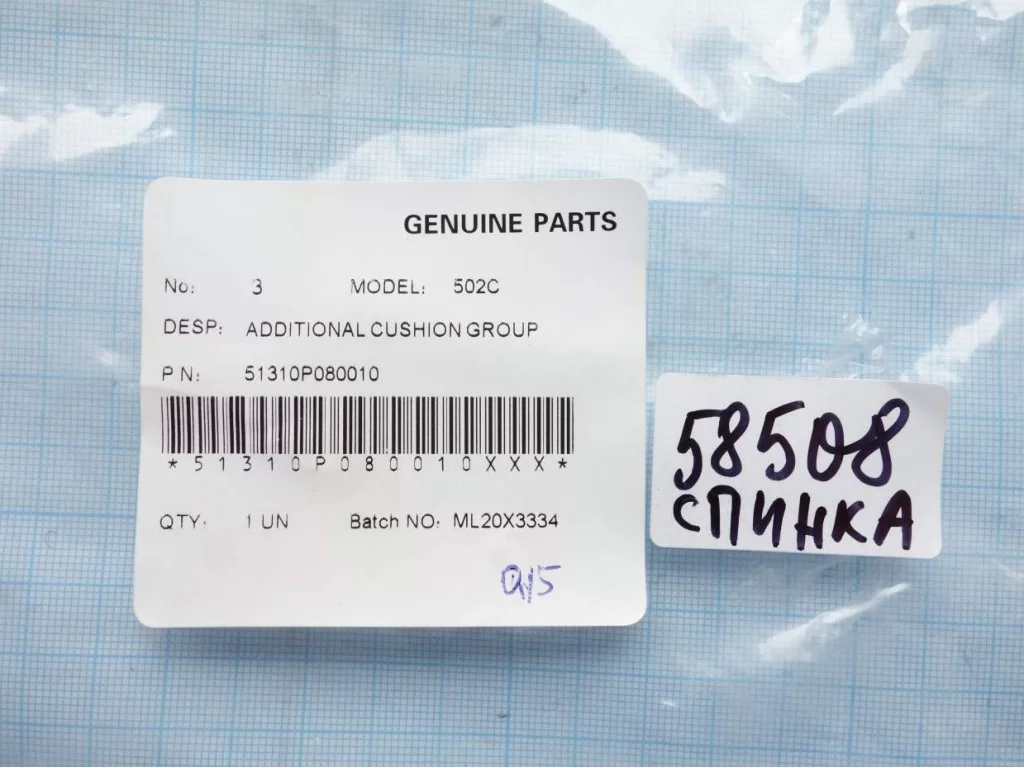 GENUINE PARTS
No: 3 MODEL: 502C
DESP: ADDITIONAL CUSHION GROUP
PN: 51310P080010
*51310P080010XXX*
QTY: 1 UN Batch NO: ML20X3334
58508
СПИНКА